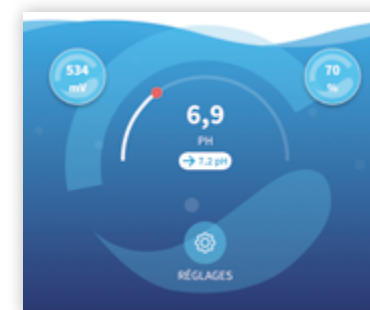 534
mV
70
%
6,9
PH
→ 7,2 pH
RÉGLAGES